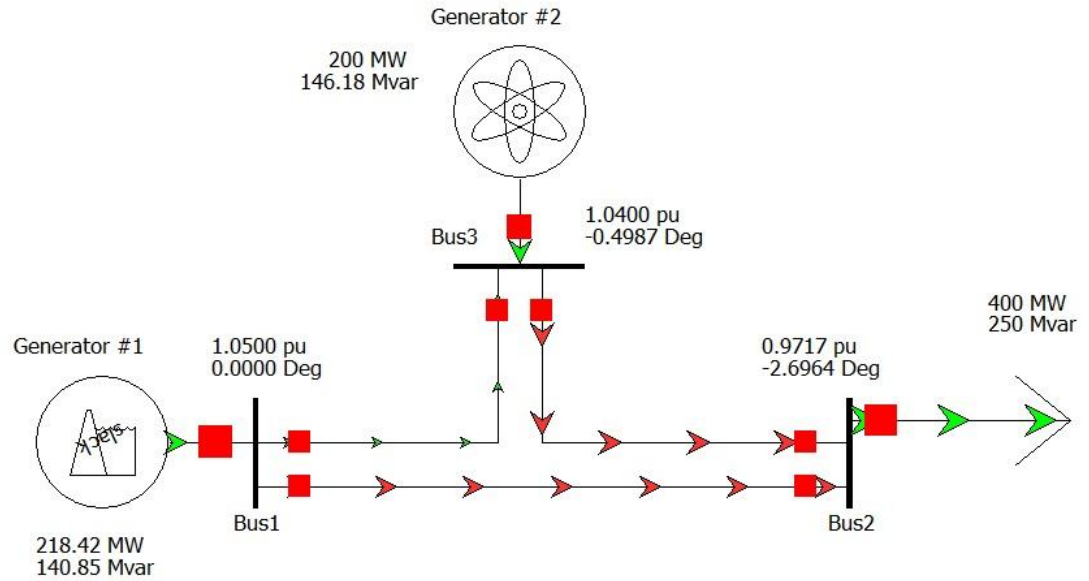 Generator #2
200 MW
146.18 Mvar
1.0400 pu
-0.4987 Deg
Bus3
400 MW
250 Mvar
Generator #1
1.0500 pu
0.0000 Deg
0.9717 pu
-2.6964 Deg
slack
Bus1
Bus2
218.42 MW
140.85 Mvar